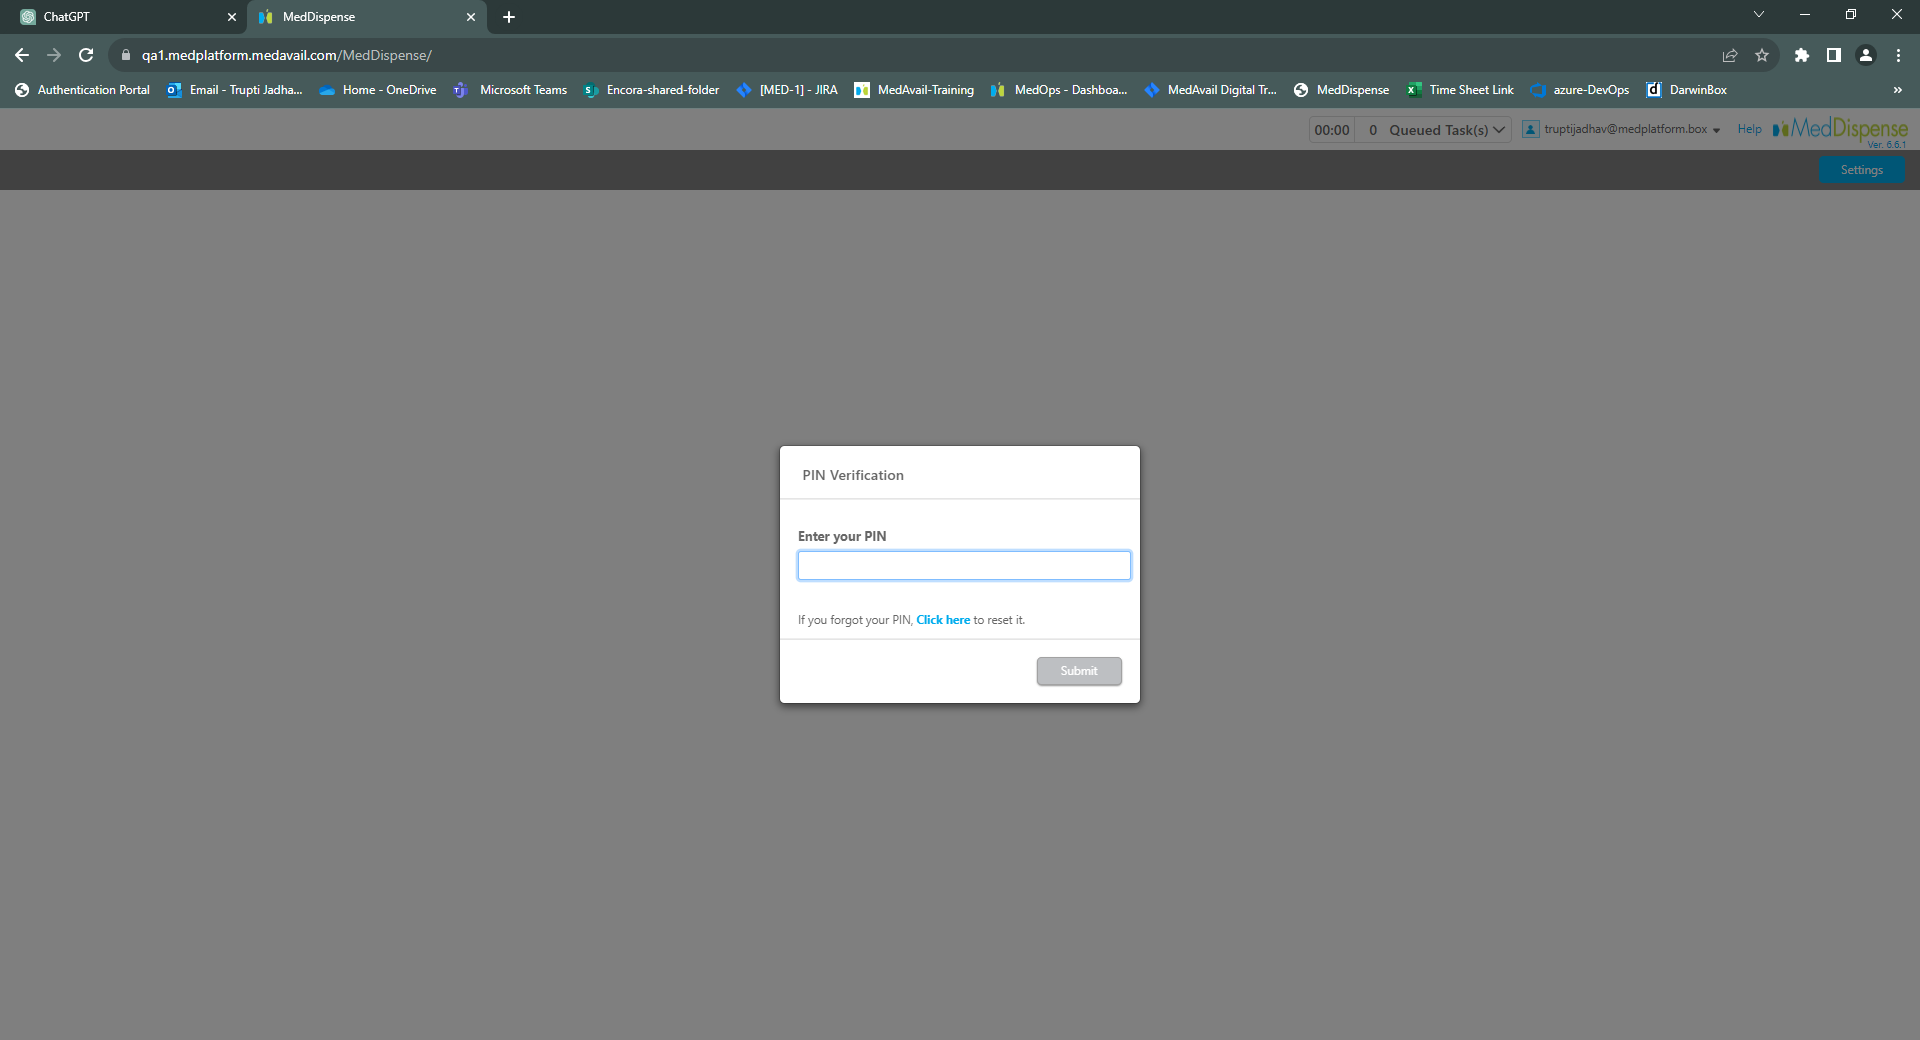 ChatGPT
MedDispense
qa1.medplatform.medavail.com/MedDispense/
Authentication Portal
Email - Trupti Jadha...
Home - OneDrive
Microsoft Teams
Encora-shared-folder
[MED-1] - JIRA
MedAvail-Training
MedOps - Dashboa...
MedAvail Digital Tr...
MedDispense
Time Sheet Link
azure-DevOps
DarwinBox
00:00 0 Queued Task(s)
truptijadhav@medplatform.box
Help
MedDispense
Ver. 6.6.1
Settings
PIN Verification
Enter your PIN
If you forgot your PIN, Click here to reset it.
Submit